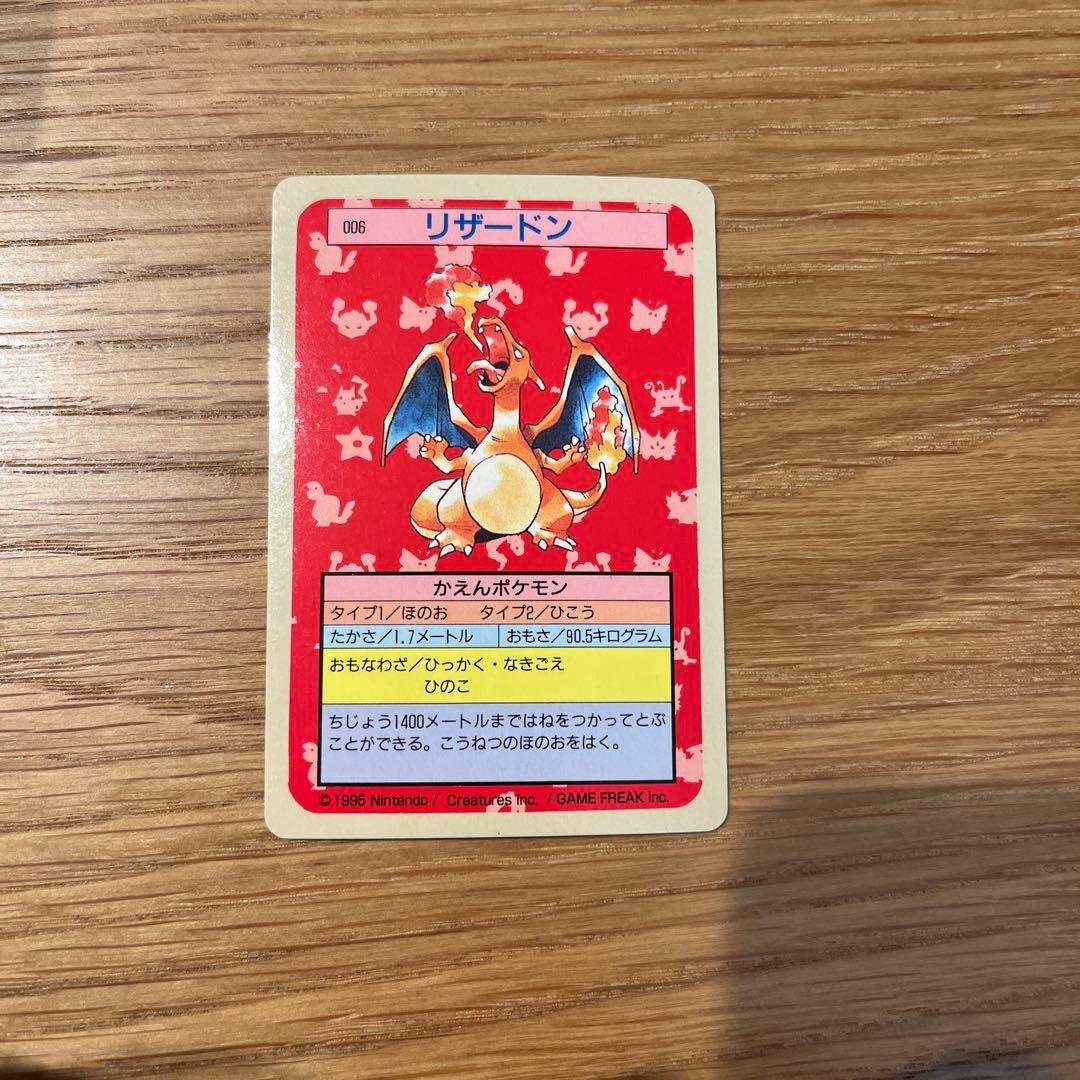 006 リザードン
かえんポケモン
タイプ1/ほのお タイプ2/ひこう
たかさ/1.7メートル おもさ/90.5キログラム
おもなわざ/ひっかく・なきごえ
ひのこ
ちじょう1400メートルまではねをつかってとぶ
ことができる。こうねつのほのおをはく。
© 1995 Nintendo / Creatures inc. / GAME FREAK inc.